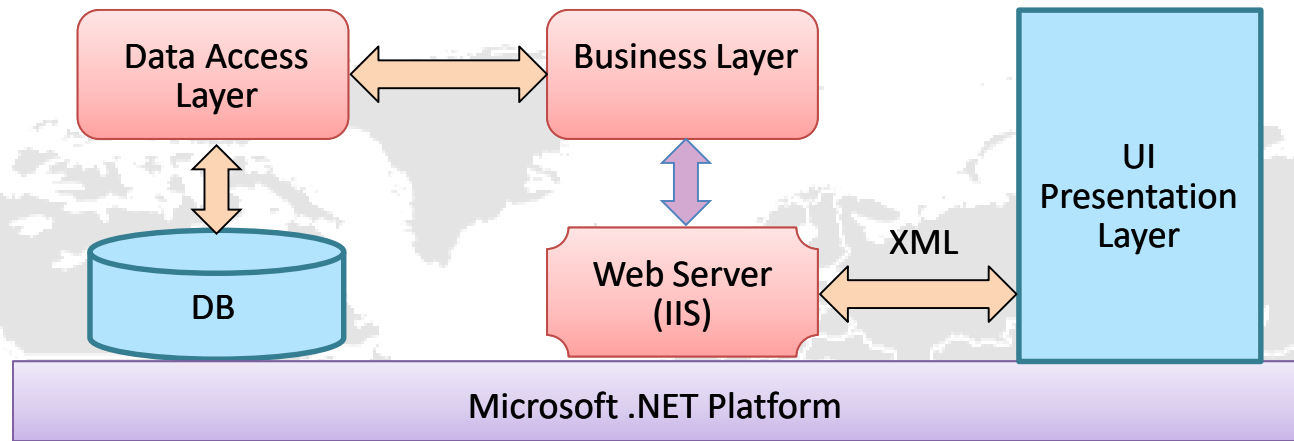 Data Access
Layer
Business Layer
UI
Presentation
Layer
XML
Web Server
(IIS)
DB
Microsoft .NET Platform